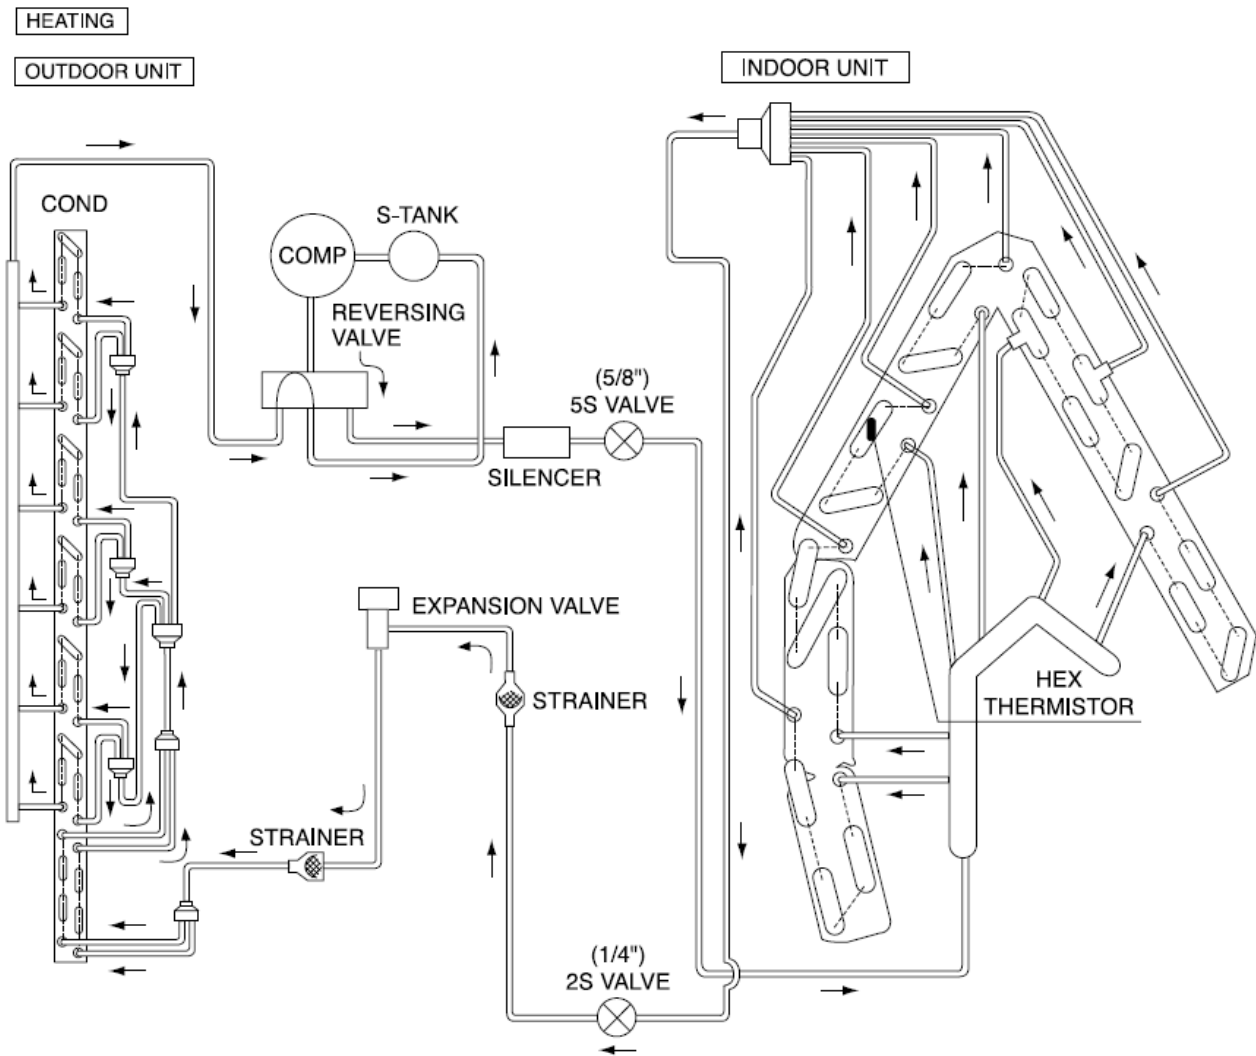 HEATING
OUTDOOR UNIT
INDOOR UNIT
COND
S-TANK
COMP
REVERSING
VALVE
(5/8")
5S VALVE
SILENCER
EXPANSION VALVE
STRAINER
HEX
THERMISTOR
STRAINER
(1/4")
2S VALVE